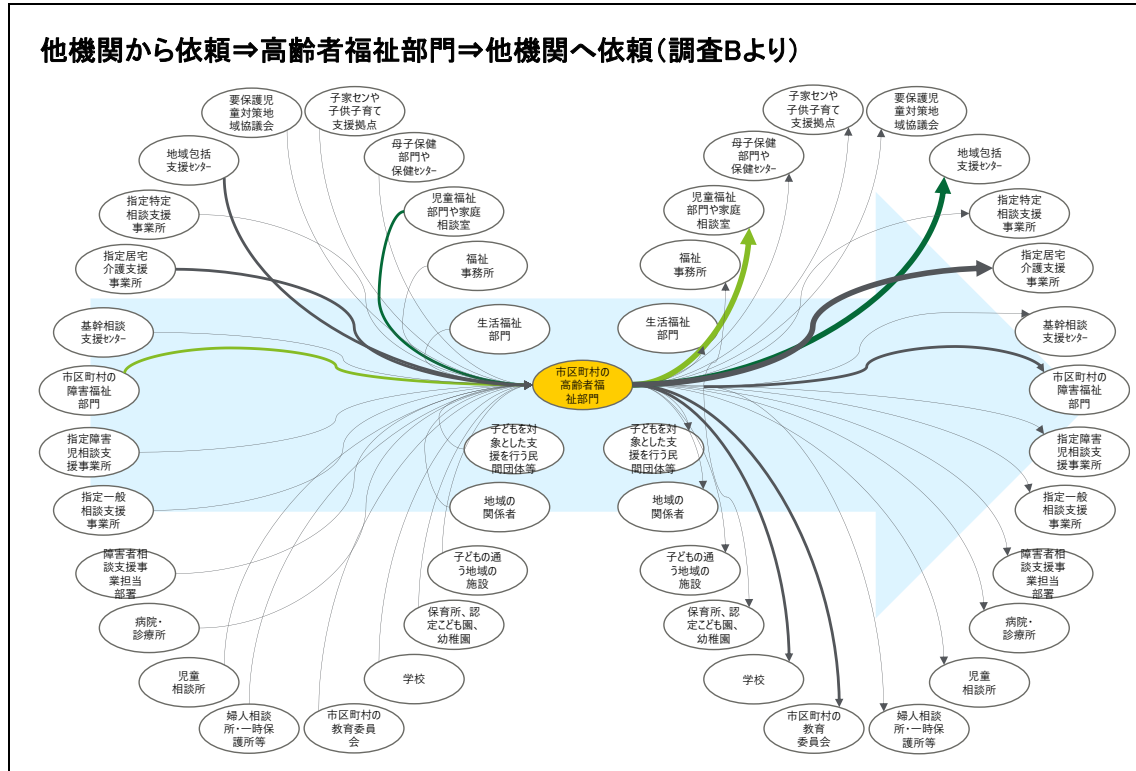 他機関から依頼⇒高齢者福祉部門⇒他機関へ依頼（調査Bより）
要保護児
童対策地
域協議会
子家センや
子供子育て
支援拠点
母子保健
部門や
保健センター
地域包括
支援センター
児童福祉
部門や家庭
相談室
指定特定
相談支援
事業所
福祉
事務所
指定居宅
介護支援
事業所
生活福祉
部門
基幹相談
支援センター
市区町村の
障害福祉
部門
指定障害
児相談支
援事業所
子どもを対
象とした支
援を行う民
間団体等
指定一般
相談支援
事業所
地域の
関係者
障害者相
談支援事
業担当
部署
子どもの通
う地域の
施設
病院・
診療所
保育所、認
定こども園、
幼稚園
児童
相談所
学校
婦人相談
所・一時保
護所等
市区町村の
教育委員
会
市区町村の
高齢者福
祉部門
子家センや
子供子育て
支援拠点
要保護児
童対策地
域協議会
母子保健
部門や
保健センター
地域包括
支援センター
児童福祉
部門や家庭
相談室
指定特定
相談支援
事業所
福祉
事務所
指定居宅
介護支援
事業所
生活福祉
部門
基幹相談
支援センター
市区町村の
障害福祉
部門
子どもを対
象とした支
援を行う民
間団体等
指定障害
児相談支
援事業所
地域の
関係者
指定一般
相談支援
事業所
子どもの通
う地域の
施設
障害者相
談支援事
業担当
部署
保育所、認
定こども園、
幼稚園
病院・
診療所
学校
児童
相談所
市区町村の
教育
委員会
婦人相談
所・一時保
護所等